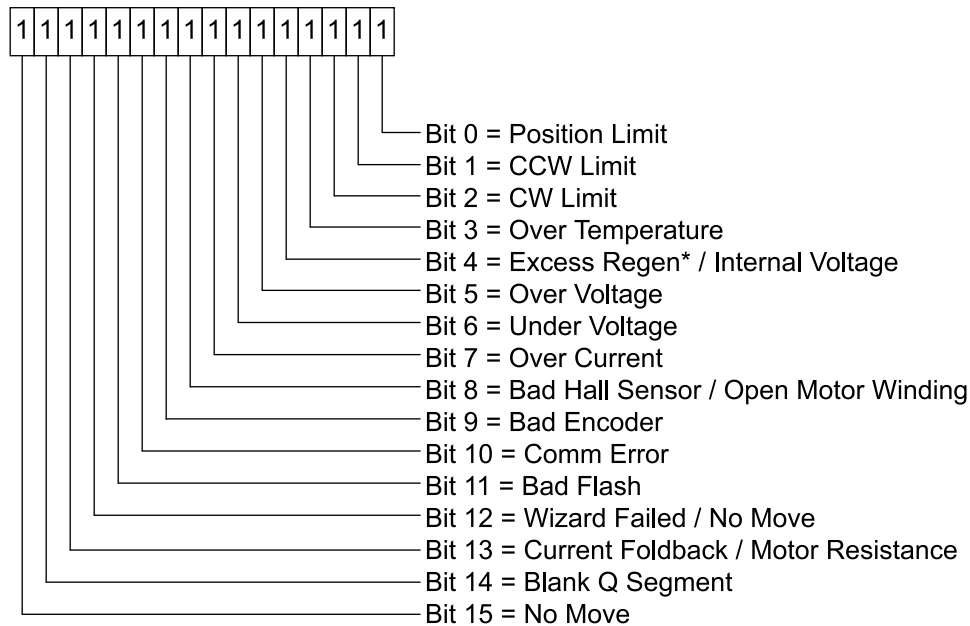 1 1 1 1 1 1 1 1 1 1 1 1 1 1 1 1
Bit 0 = Position Limit
Bit 1 = CCW Limit
Bit 2 = CW Limit
Bit 3 = Over Temperature
Bit 4 = Excess Regen* / Internal Voltage
Bit 5 = Over Voltage
Bit 6 = Under Voltage
Bit 7 = Over Current
Bit 8 = Bad Hall Sensor / Open Motor Winding
Bit 9 = Bad Encoder
Bit 10 = Comm Error
Bit 11 = Bad Flash
Bit 12 = Wizard Failed / No Move
Bit 13 = Current Foldback / Motor Resistance
Bit 14 = Blank Q Segment
Bit 15 = No Move